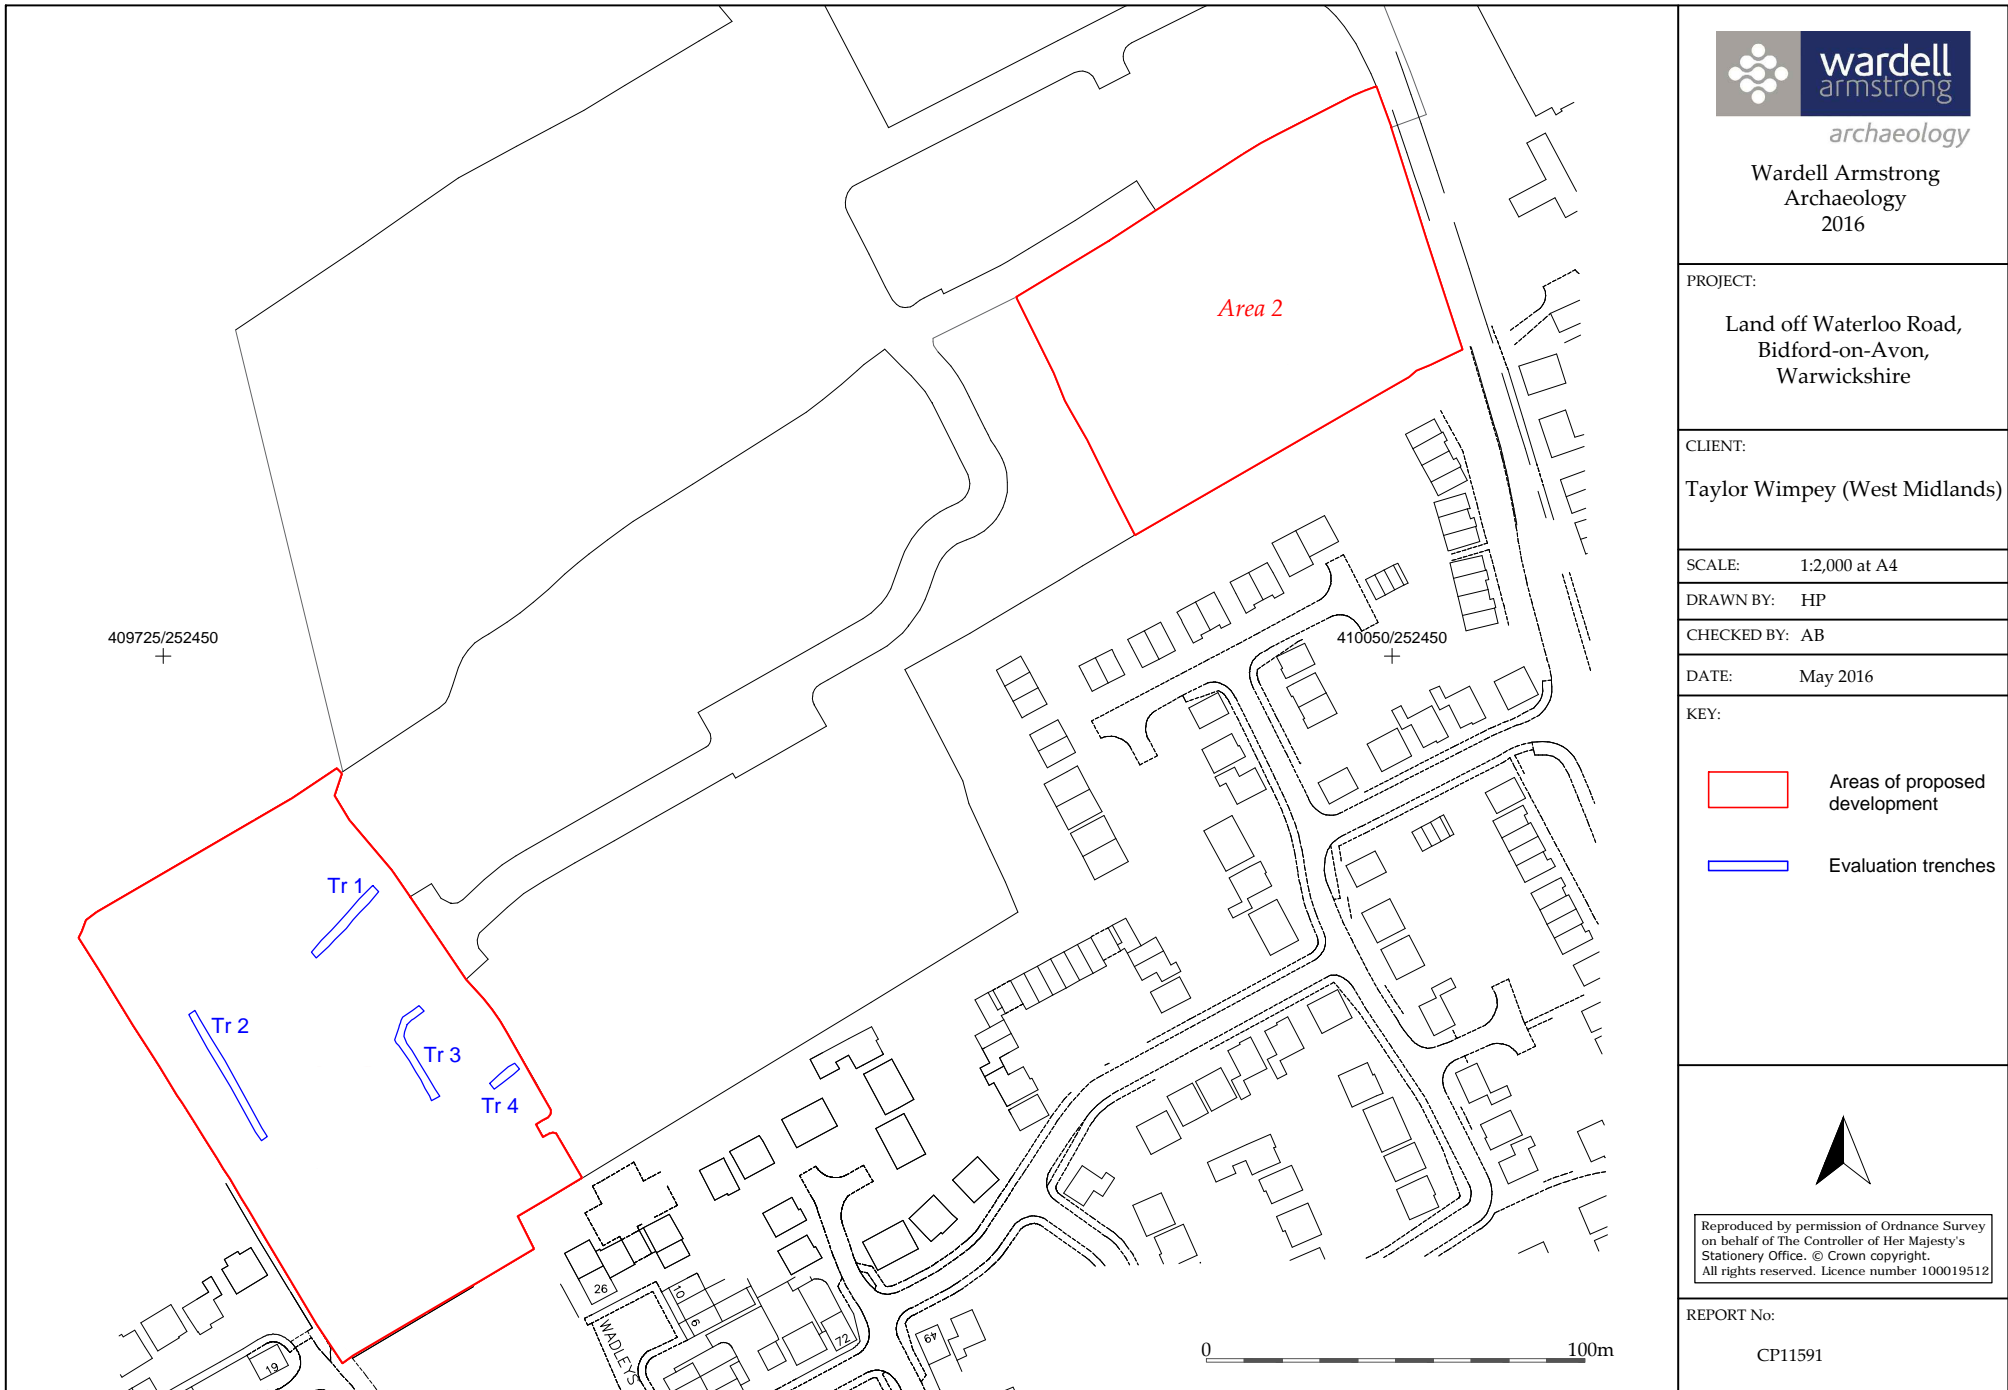 wardell
armstrong
archaeology
Wardell Armstrong
Archaeology
2016
PROJECT:
Land off Waterloo Road,
Bidford-on-Avon,
Warwickshire
CLIENT:
Taylor Wimpey (West Midlands)
SCALE: 1:2,000 at A4
DRAWN BY: HP
CHECKED BY: AB
DATE: May 2016
KEY:
Areas of proposed
development
Evaluation trenches
Reproduced by permission of Ordnance Survey
on behalf of The Controller of Her Majesty's
Stationery Office. © Crown copyright.
All rights reserved. Licence number 100019512
REPORT No:
CP11591
Area 2
409725/252450
410050/252450
Tr 1
Tr 2
Tr 3
Tr 4
26
10
6
WADLEYS
72
49
19
0 100m